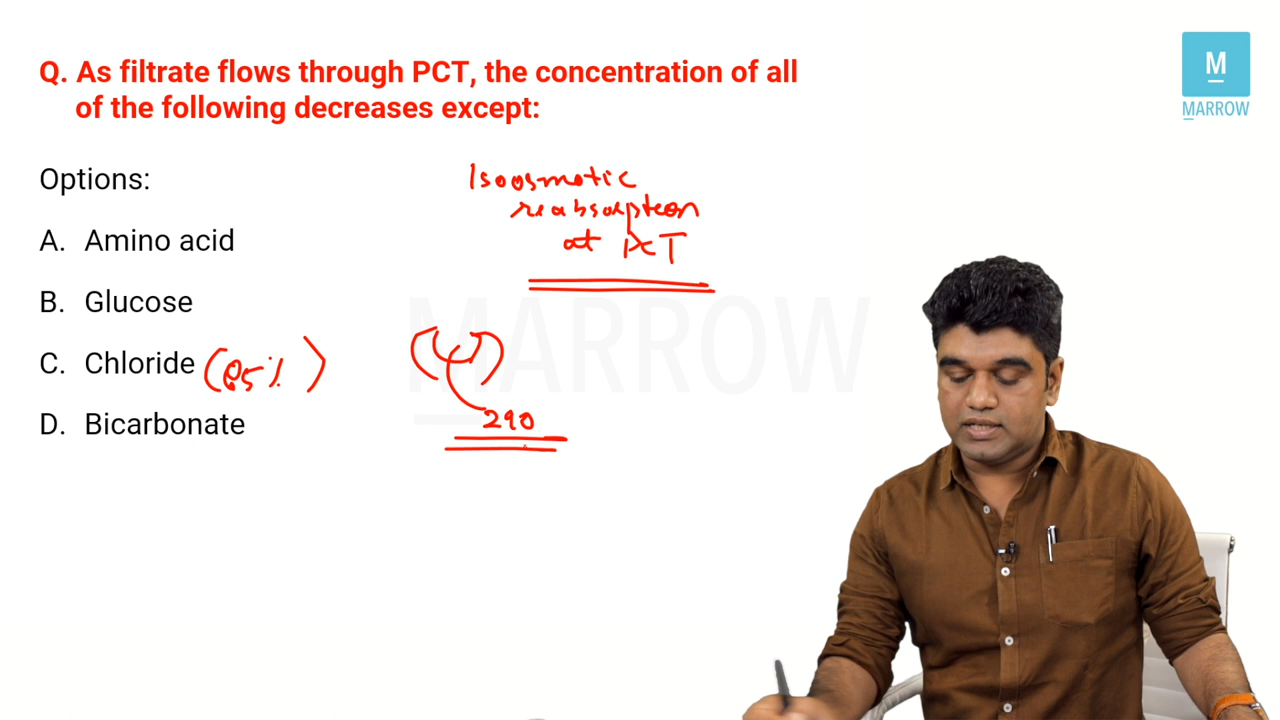 Q. As filtrate flows through PCT, the concentration of all
of the following decreases except:
M
MARROW
Options:
Isoosmotic
reabsorption
at PCT
A. Amino acid
B. Glucose
C. Chloride (85%)
D. Bicarbonate
290
MARROW